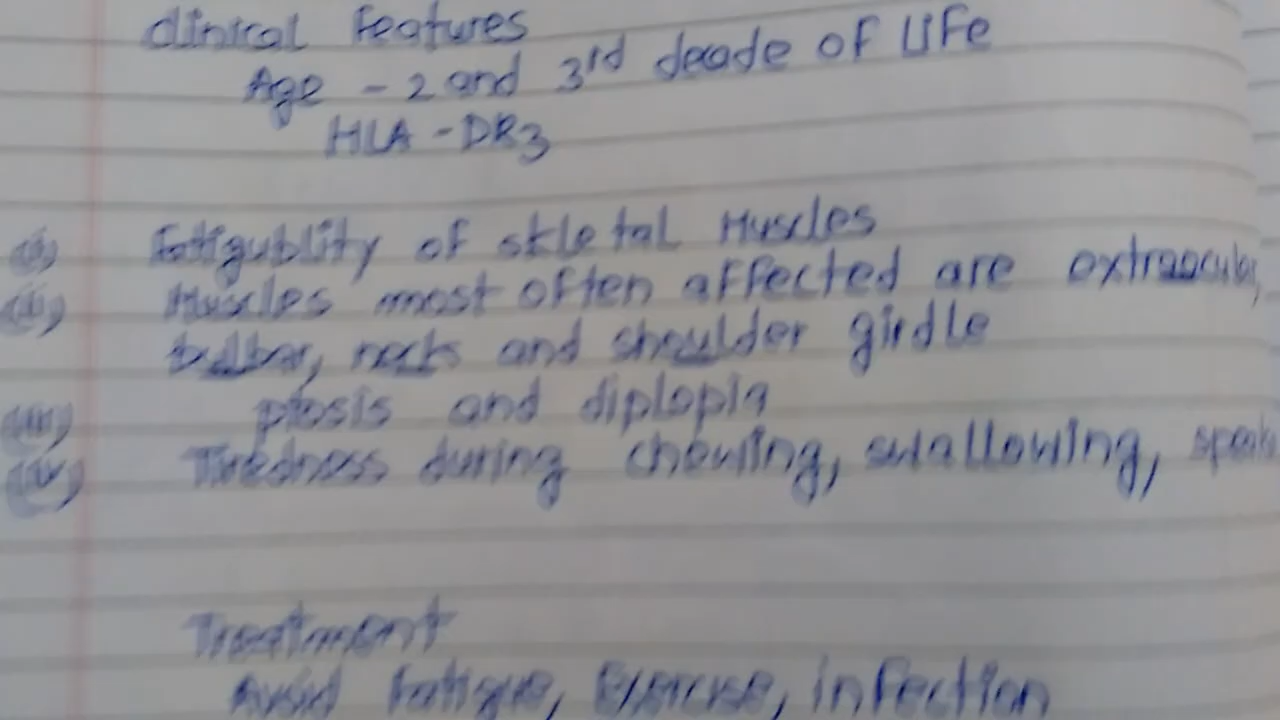 Clinical Features
Age - 2 and 3rd decade of Life
HLA - DR3
(i) Fatigublity of skletal Muscles
(ii) Muscles most often affected are extraocular,
bulbar, neck and shoulder girdle
(iii) ptosis and diplopia
(iv) Tiredness during chewing, swallowing,
Treatment
Avoid Fatigue, Exercise, infection